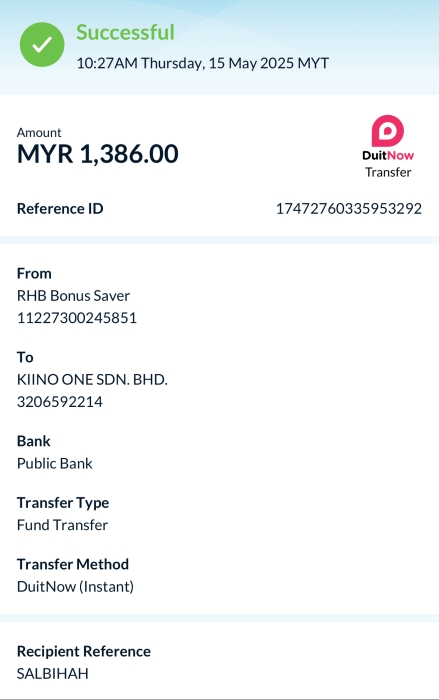 Successful
10:27AM Thursday, 15 May 2025 MYT
Amount
MYR 1,386.00
DuitNow
Transfer
Reference ID 17472760335953292
From
RHB Bonus Saver
11227300245851
To
KIINO ONE SDN. BHD.
3206592214
Bank
Public Bank
Transfer Type
Fund Transfer
Transfer Method
DuitNow (Instant)
Recipient Reference
SALBIHAH